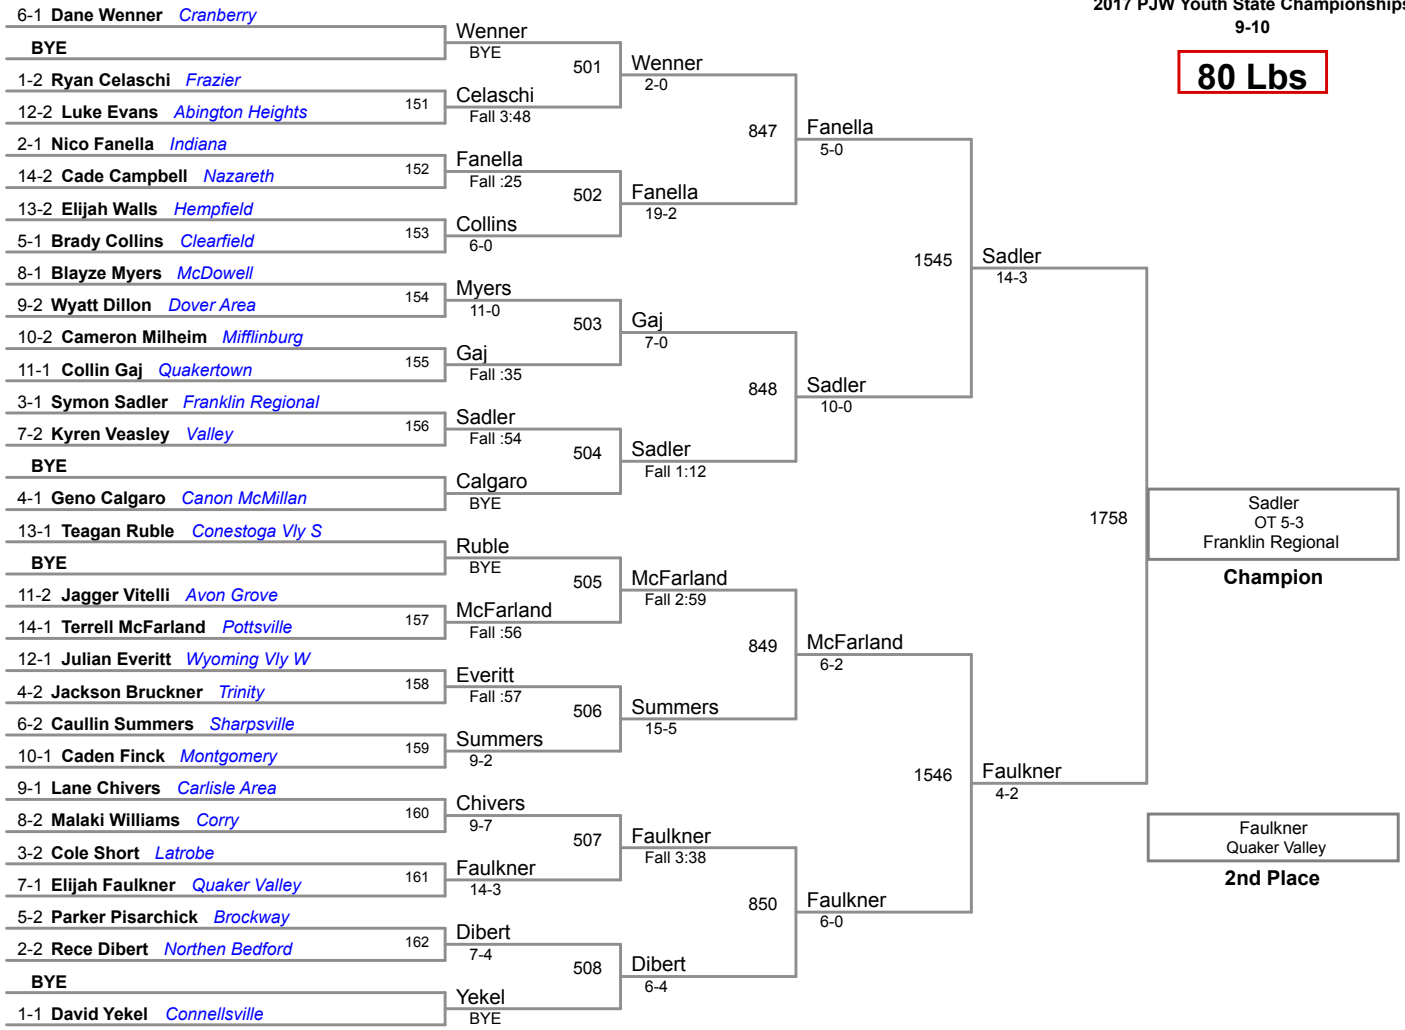 2017 PJW Youth State Championships
9-10
80 Lbs
6-1 Dane Wenner Cranberry
BYE
1-2 Ryan Celaschi Frazier
12-2 Luke Evans Abington Heights
2-1 Nico Fanella Indiana
14-2 Cade Campbell Nazareth
13-2 Elijah Walls Hempfield
5-1 Brady Collins Clearfield
8-1 Blayze Myers McDowell
9-2 Wyatt Dillon Dover Area
10-2 Cameron Milheim Mifflinburg
11-1 Collin Gaj Quakertown
3-1 Symon Sadler Franklin Regional
7-2 Kyren Veasley Valley
BYE
4-1 Geno Calgaro Canon McMillan
13-1 Teagan Ruble Conestoga Vly S
BYE
11-2 Jagger Vitelli Avon Grove
14-1 Terrell McFarland Pottsville
12-1 Julian Everitt Wyoming Vly W
4-2 Jackson Bruckner Trinity
6-2 Caullin Summers Sharpsville
10-1 Caden Finck Montgomery
9-1 Lane Chivers Carlisle Area
8-2 Malaki Williams Corry
3-2 Cole Short Latrobe
7-1 Elijah Faulkner Quaker Valley
5-2 Parker Pisarchick Brockway
2-2 Rece Dibert Northen Bedford
BYE
1-1 David Yekel Connellsville
151
152
153
154
155
156
157
158
159
160
161
162
Wenner
BYE
Celaschi
Fall 3:48
Fanella
Fall :25
Collins
6-0
Myers
11-0
Gaj
Fall :35
Sadler
Fall :54
Calgaro
BYE
Ruble
BYE
McFarland
Fall :56
Everitt
Fall :57
Summers
9-2
Chivers
9-7
Faulkner
14-3
Dibert
7-4
Yekel
BYE
501
502
503
504
505
506
507
508
Wenner
2-0
Fanella
19-2
Gaj
7-0
Sadler
Fall 1:12
McFarland
Fall 2:59
Summers
15-5
Faulkner
Fall 3:38
Dibert
6-4
847
848
849
850
Fanella
5-0
Sadler
10-0
McFarland
6-2
Faulkner
6-0
1545
1546
Sadler
14-3
Faulkner
4-2
1758
Sadler
OT 5-3
Franklin Regional
Champion
Faulkner
Quaker Valley
2nd Place